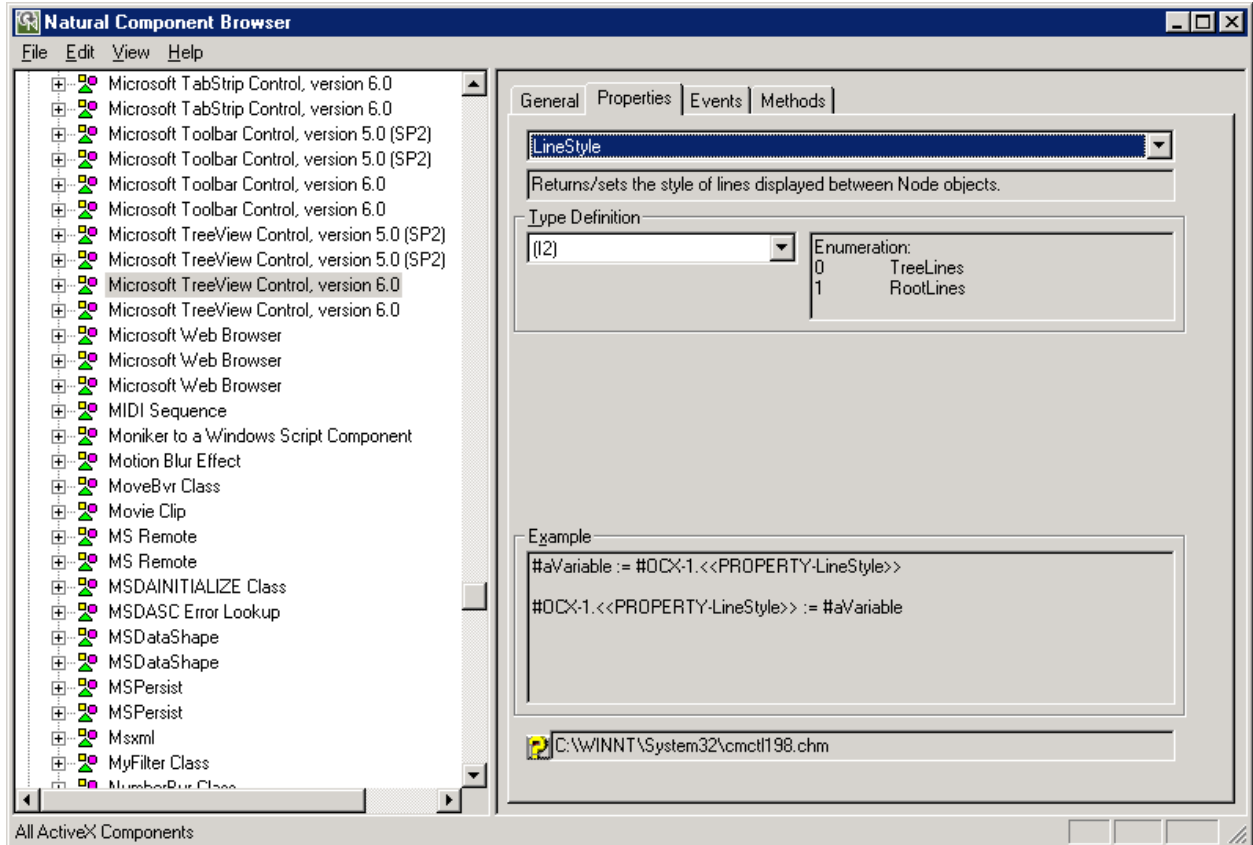 Natural Component Browser
File Edit View Help
Microsoft TabStrip Control, version 6.0
Microsoft TabStrip Control, version 6.0
Microsoft Toolbar Control, version 5.0 (SP2)
Microsoft Toolbar Control, version 5.0 (SP2)
Microsoft Toolbar Control, version 6.0
Microsoft Toolbar Control, version 6.0
Microsoft TreeView Control, version 5.0 (SP2)
Microsoft TreeView Control, version 5.0 (SP2)
Microsoft TreeView Control, version 6.0
Microsoft TreeView Control, version 6.0
Microsoft Web Browser
Microsoft Web Browser
Microsoft Web Browser
MIDI Sequence
Moniker to a Windows Script Component
Motion Blur Effect
MoveBvr Class
Movie Clip
MS Remote
MS Remote
MSDAINITIALIZE Class
MSDASC Error Lookup
MSDataShape
MSDataShape
MSPersist
MSPersist
Msxml
MyFilter Class
NumberBvr Class
General Properties Events Methods
LineStyle
Returns/sets the style of lines displayed between Node objects.
Type Definition
(I2)
Enumeration:
0 TreeLines
1 RootLines
Example
#aVariable := #OCX-1.<<PROPERTY-LineStyle>>
#OCX-1.<<PROPERTY-LineStyle>> := #aVariable
C:\WINNT\System32\cmctl198.chm
All ActiveX Components